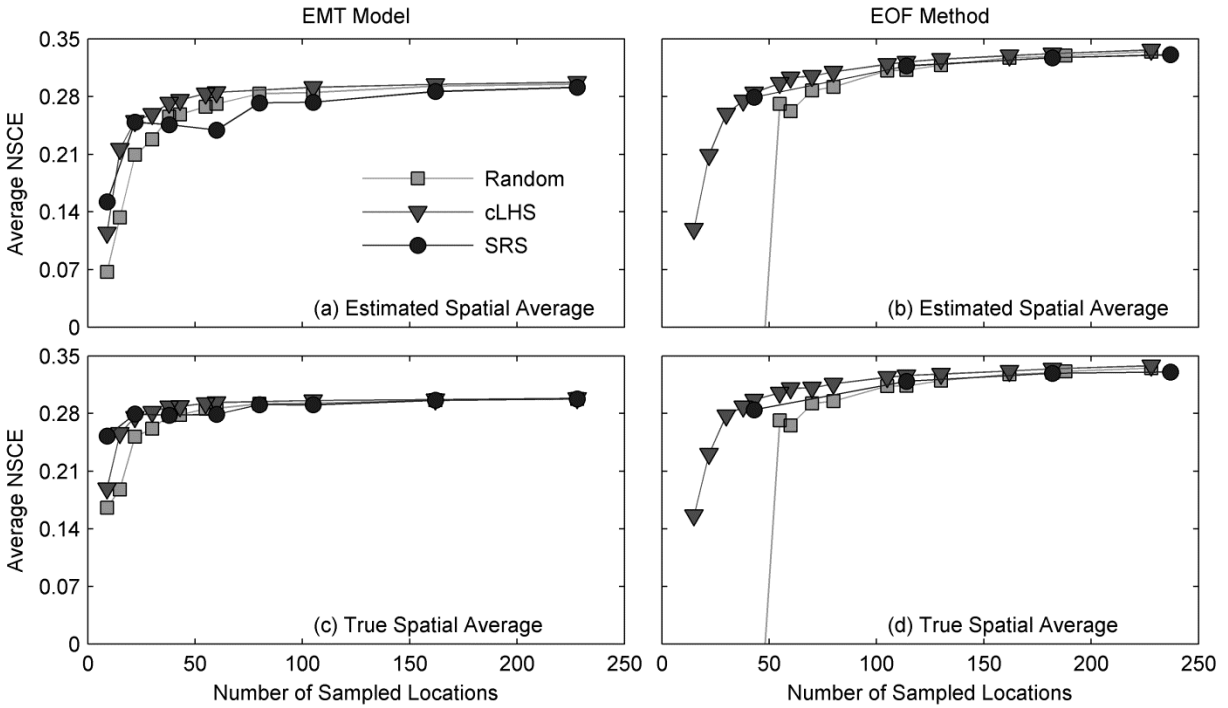 EMT Model
EOF Method
Average NSCE
0.35
0.28
0.21
0.14
0.07
0
Random
cLHS
SRS
(a) Estimated Spatial Average
(b) Estimated Spatial Average
Average NSCE
0.35
0.28
0.21
0.14
0.07
0
(c) True Spatial Average
(d) True Spatial Average
0 50 100 150 200 250
0 50 100 150 200 250
Number of Sampled Locations
Number of Sampled Locations